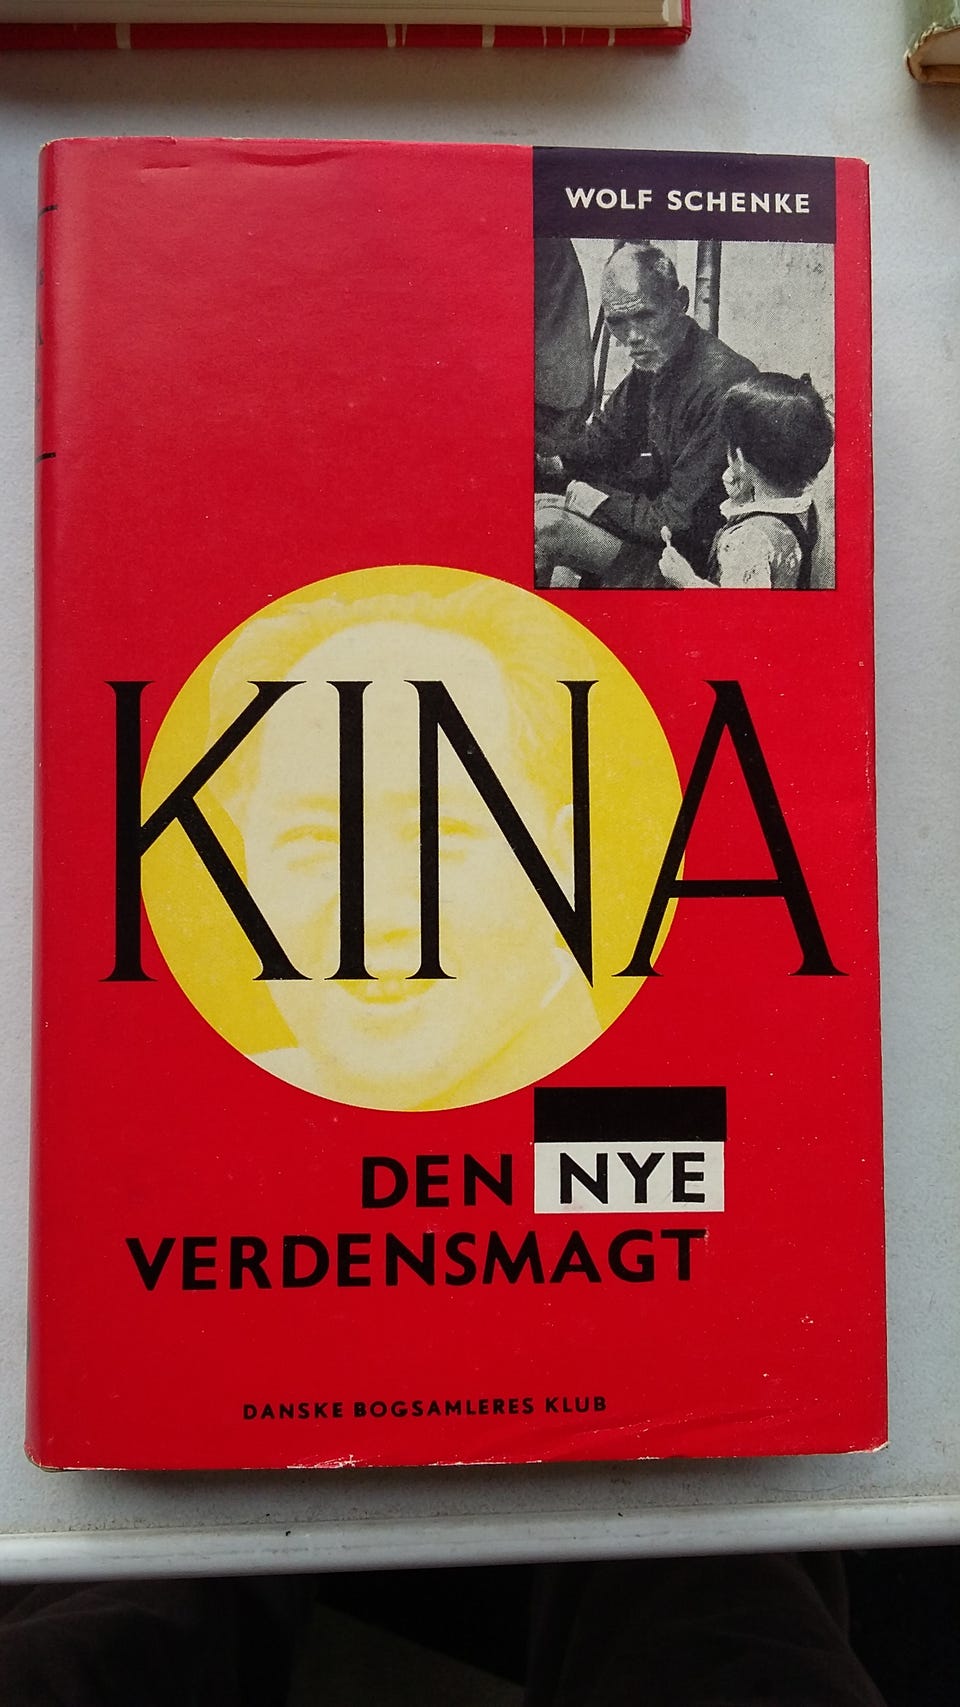 WOLF SCHENKE
KINA
DEN NYE
VERDENSMAGT
DANSKE BOGSAMLERES KLUB